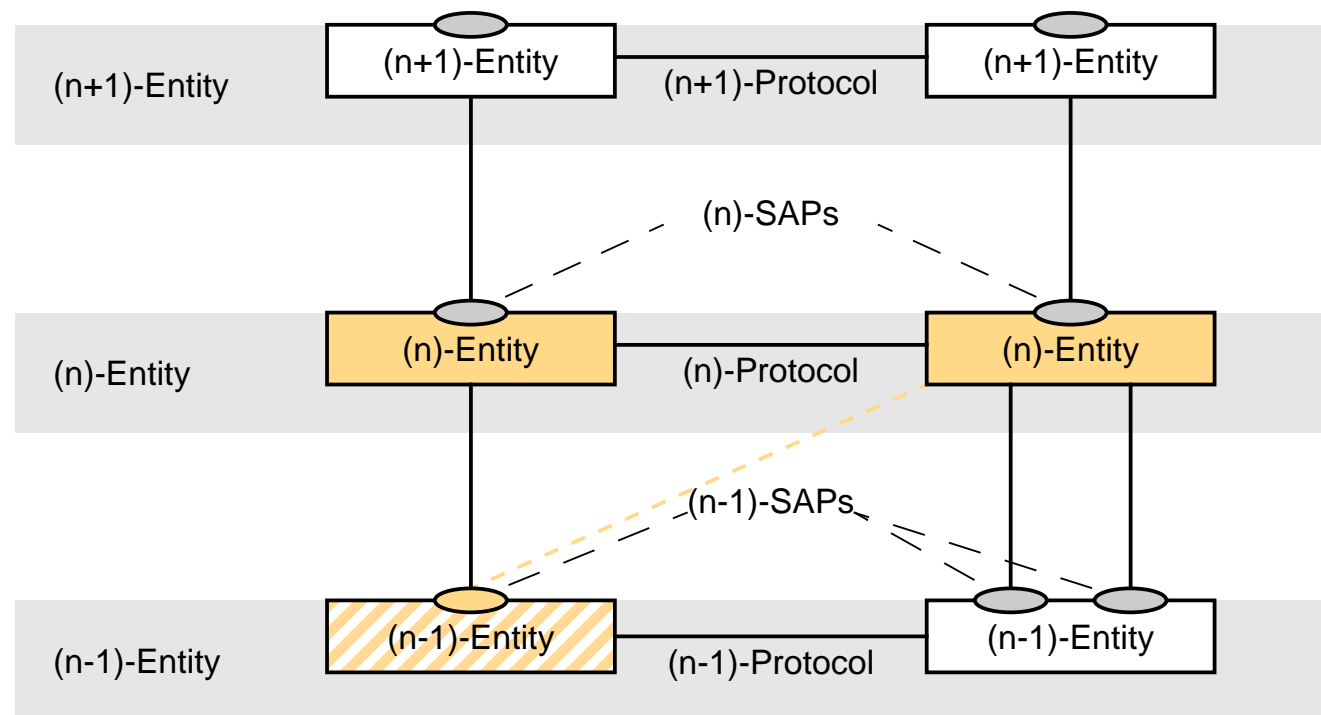 (n+1)-Entity
(n+1)-Entity
(n+1)-Entity
(n+1)-Protocol
(n)-SAPs
(n)-Entity
(n)-Entity
(n)-Entity
(n)-Protocol
(n-1)-SAPs
(n-1)-Entity
(n-1)-Entity
(n-1)-Entity
(n-1)-Protocol